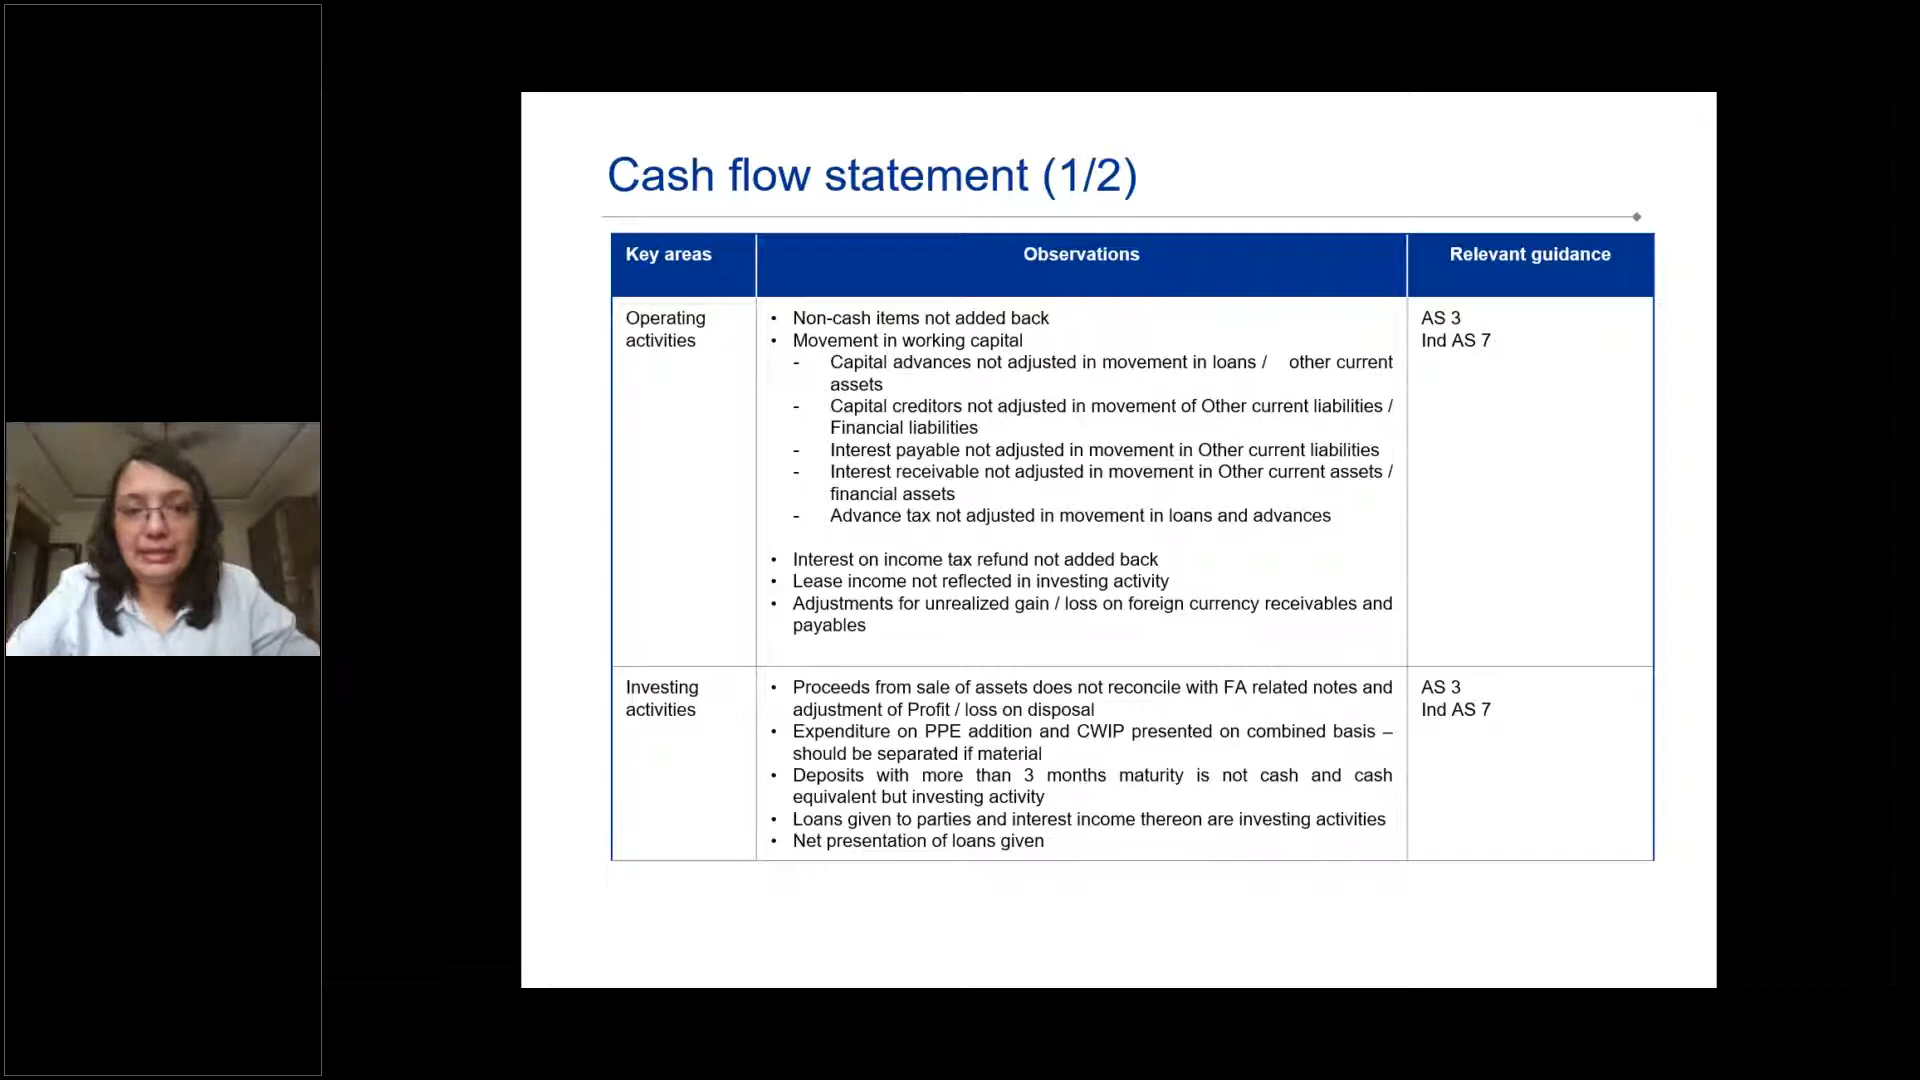 Cash flow statement (1/2)
Key areas
Observations
Relevant guidance
Operating
activities
• Non-cash items not added back
• Movement in working capital
- Capital advances not adjusted in movement in loans / other current
assets
- Capital creditors not adjusted in movement of Other current liabilities /
Financial liabilities
- Interest payable not adjusted in movement in Other current liabilities
- Interest receivable not adjusted in movement in Other current assets /
financial assets
- Advance tax not adjusted in movement in loans and advances
• Interest on income tax refund not added back
• Lease income not reflected in investing activity
• Adjustments for unrealized gain / loss on foreign currency receivables and
payables
AS 3
Ind AS 7
Investing
activities
• Proceeds from sale of assets does not reconcile with FA related notes and
adjustment of Profit / loss on disposal
• Expenditure on PPE addition and CWIP presented on combined basis –
should be separated if material
• Deposits with more than 3 months maturity is not cash and cash
equivalent but investing activity
• Loans given to parties and interest income thereon are investing activities
• Net presentation of loans given
AS 3
Ind AS 7